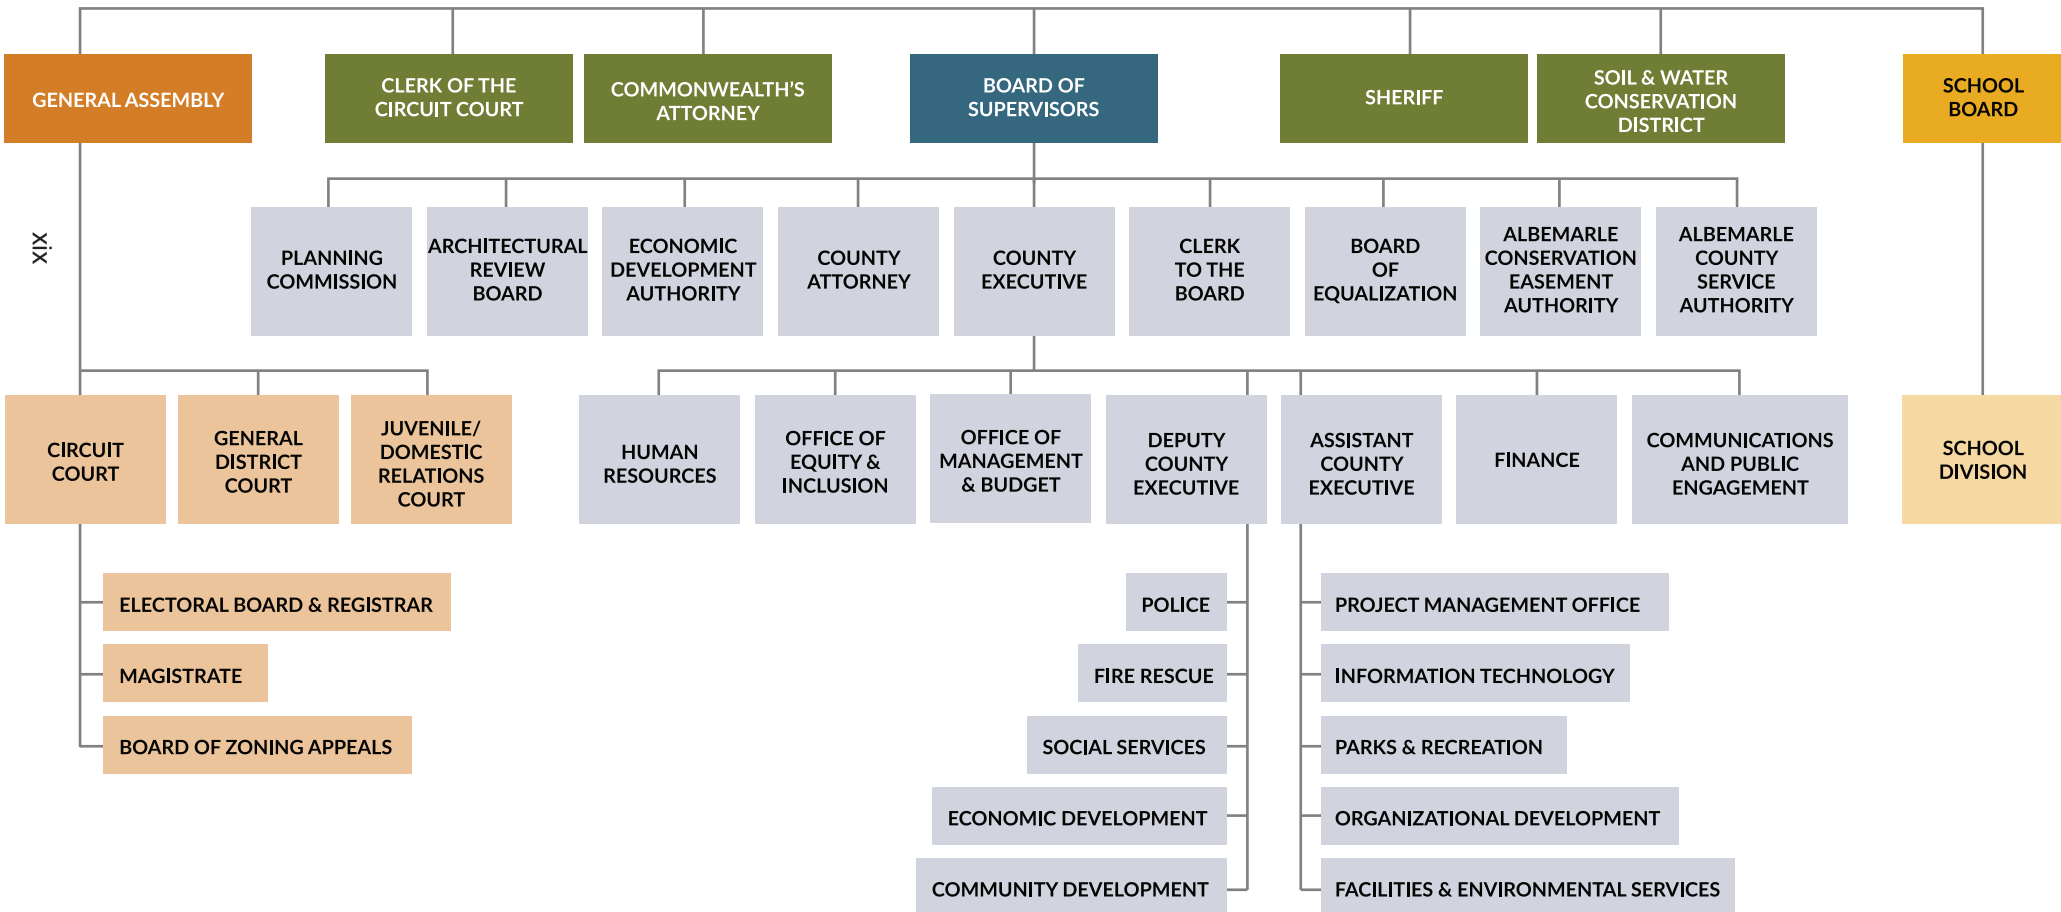 GENERAL ASSEMBLY
CLERK OF THE
CIRCUIT COURT
COMMONWEALTH'S
ATTORNEY
BOARD OF
SUPERVISORS
SHERIFF
SOIL & WATER
CONSERVATION
DISTRICT
SCHOOL
BOARD
xix
PLANNING
COMMISSION
ARCHITECTURAL
REVIEW
BOARD
ECONOMIC
DEVELOPMENT
AUTHORITY
COUNTY
ATTORNEY
COUNTY
EXECUTIVE
CLERK
TO THE
BOARD
BOARD
OF
EQUALIZATION
ALBEMARLE
CONSERVATION
EASEMENT
AUTHORITY
ALBEMARLE
COUNTY
SERVICE
AUTHORITY
CIRCUIT
COURT
GENERAL
DISTRICT
COURT
JUVENILE/
DOMESTIC
RELATIONS
COURT
HUMAN
RESOURCES
OFFICE OF
EQUITY &
INCLUSION
OFFICE OF
MANAGEMENT
& BUDGET
DEPUTY
COUNTY
EXECUTIVE
ASSISTANT
COUNTY
EXECUTIVE
FINANCE
COMMUNICATIONS
AND PUBLIC
ENGAGEMENT
SCHOOL
DIVISION
ELECTORAL BOARD & REGISTRAR
MAGISTRATE
BOARD OF ZONING APPEALS
POLICE
FIRE RESCUE
SOCIAL SERVICES
ECONOMIC DEVELOPMENT
COMMUNITY DEVELOPMENT
PROJECT MANAGEMENT OFFICE
INFORMATION TECHNOLOGY
PARKS & RECREATION
ORGANIZATIONAL DEVELOPMENT
FACILITIES & ENVIRONMENTAL SERVICES